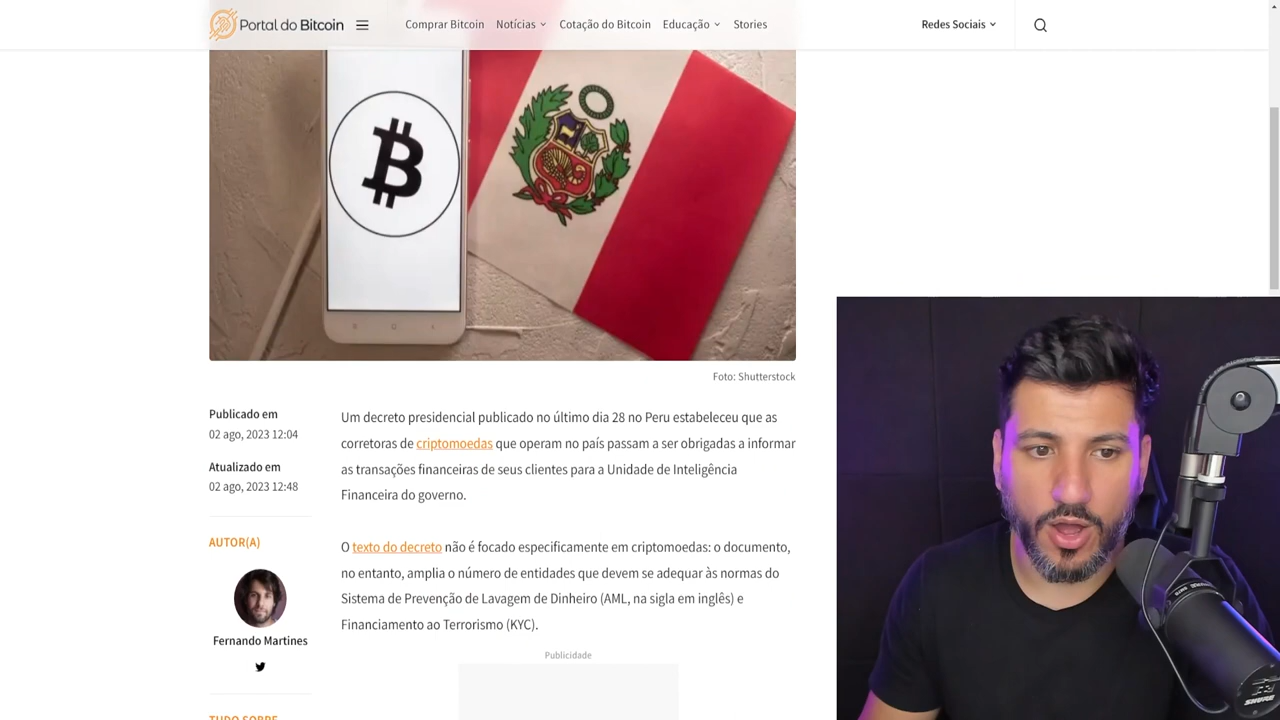 Portal do Bitcoin
Comprar Bitcoin Notícias Cotação do Bitcoin Educação Stories
Redes Sociais
Foto: Shutterstock
Publicado em
02 ago, 2023 12:04
Atualizado em
02 ago, 2023 12:48
AUTOR(A)
Fernando Martines
TUDO SOBRE
Um decreto presidencial publicado no último dia 28 no Peru estabeleceu que as
corretoras de criptomoedas que operam no país passam a ser obrigadas a informar
as transações financeiras de seus clientes para a Unidade de Inteligência
Financeira do governo.
O texto do decreto não é focado especificamente em criptomoedas: o documento,
no entanto, amplia o número de entidades que devem se adequar às normas do
Sistema de Prevenção de Lavagem de Dinheiro (AML, na sigla em inglês) e
Financiamento ao Terrorismo (KYC).
Publicidade
SHURE